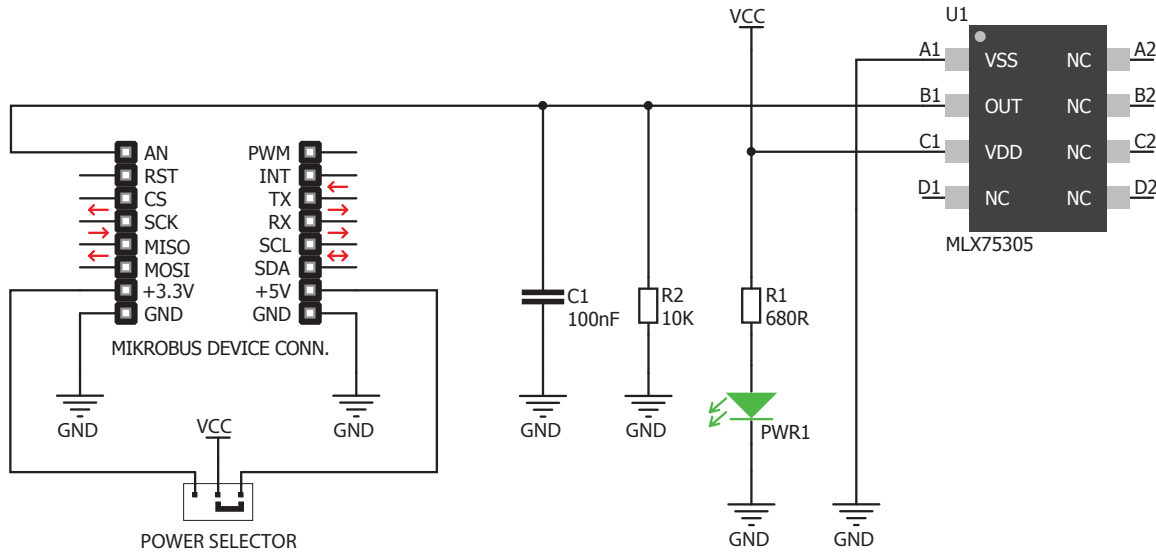 VCC
U1
A1
VSS
NC
A2
B1
OUT
NC
B2
C1
VDD
NC
C2
D1
NC
NC
D2
MLX75305
AN
PWM
RST
INT
CS
TX
SCK
RX
MISO
SCL
MOSI
SDA
+3.3V
+5V
GND
GND
MIKROBUS DEVICE CONN.
C1
100nF
R2
10K
R1
680R
GND
GND
GND
GND
VCC
PWR1
GND
GND
POWER SELECTOR